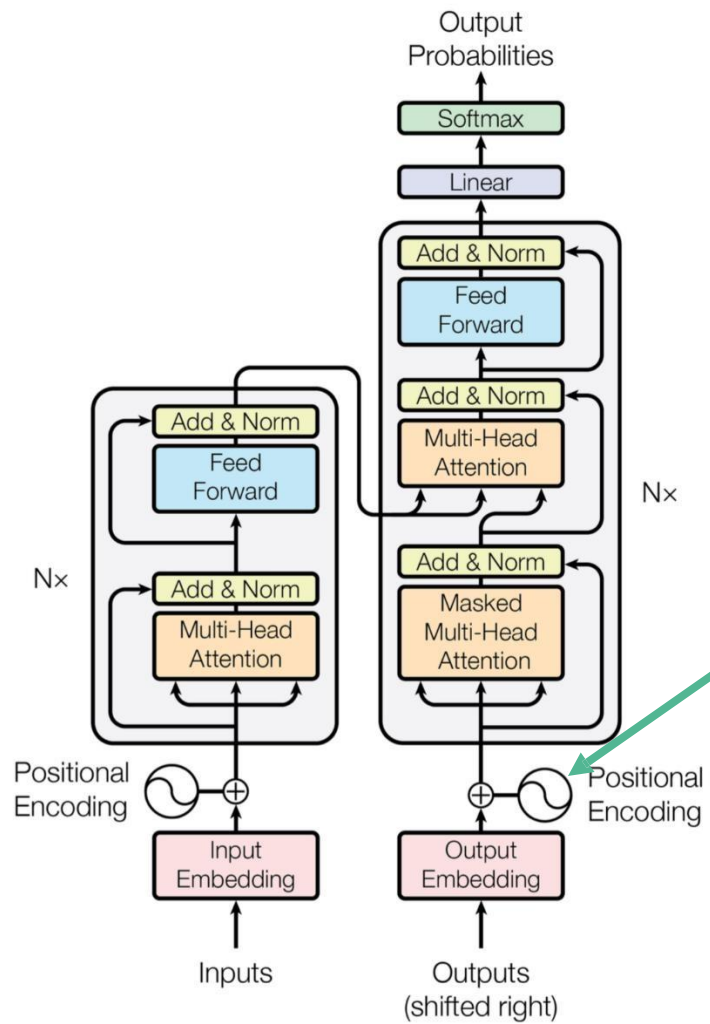 Output
Probabilities
Softmax
Linear
Add & Norm
Feed
Forward
Add & Norm
Multi-Head
Attention
Add & Norm
Masked
Multi-Head
Attention
Nx
Add & Norm
Feed
Forward
Add & Norm
Multi-Head
Attention
Nx
Positional
Encoding
Positional
Encoding
Input
Embedding
Output
Embedding
Inputs
Outputs
(shifted right)